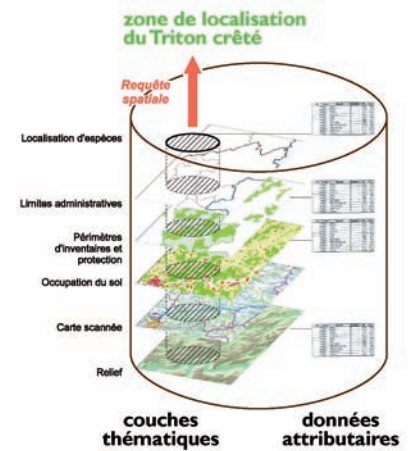 zone de localisation
du Triton crêté
Requête
spatiale
Localisation d'espèces
Limites administratives
Périmètres
d'inventaires et
protection
Occupation du sol
Carte scannée
Relief
couches
thématiques
données
attributaires